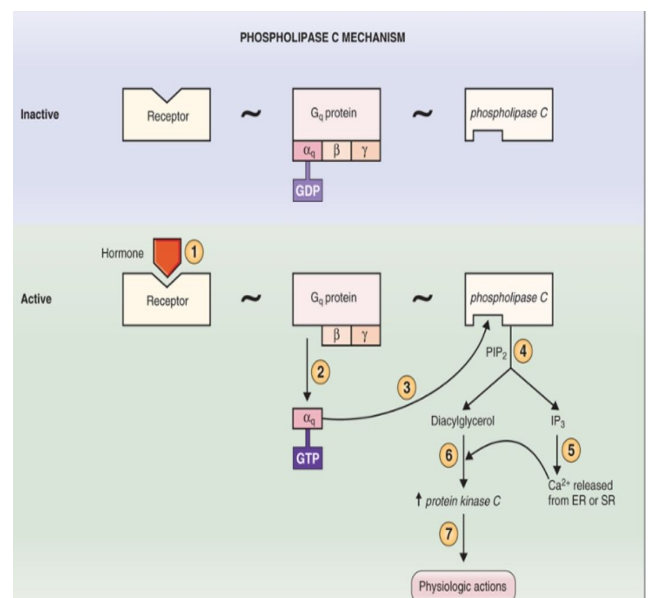 PHOSPHOLIPASE C MECHANISM
Inactive
Receptor
~
Gq protein
~
phospholipase C
αq β γ
GDP
Hormone
1
Active
Receptor
~
Gq protein
~
phospholipase C
β γ
PIP2
4
2
3
αq
GTP
Diacylglycerol
IP3
6
5
Ca2+ released
from ER or SR
↑ protein kinase C
7
Physiologic actions